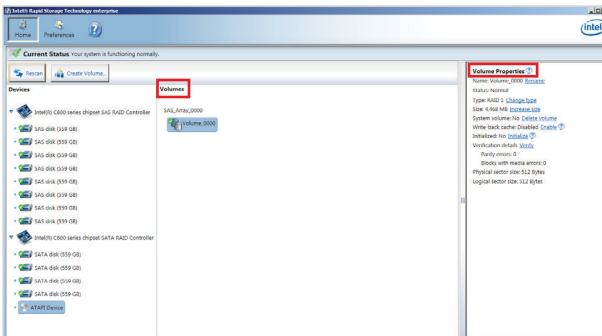 Intel® Rapid Storage Technology enterprise
Home
Preferences
intel
Current Status Your system is functioning normally.
Rescan
Create Volume...
Devices
Intel(R) C600 series chipset SAS RAID Controller
SAS disk (559 GB)
SAS disk (559 GB)
SAS disk (559 GB)
SAS disk (559 GB)
SAS disk (559 GB)
SAS disk (559 GB)
SAS disk (559 GB)
SAS disk (559 GB)
Intel(R) C600 series chipset SATA RAID Controller
SATA disk (559 GB)
SATA disk (559 GB)
SATA disk (559 GB)
SATA disk (559 GB)
ATAPI Device
Volumes
SAS_Array_0000
Volume_0000
Volume Properties ?
Name: Volume_0000 Rename
Status: Normal
Type: RAID 1 Change type
Size: 4,468 MB Increase size
System volume: No Delete volume
Write back cache: Disabled Enable ?
Initialized: No Initialize ?
Verification details Verify
Parity errors: 0
Blocks with media errors: 0
Physical sector size: 512 Bytes
Logical sector size: 512 Bytes